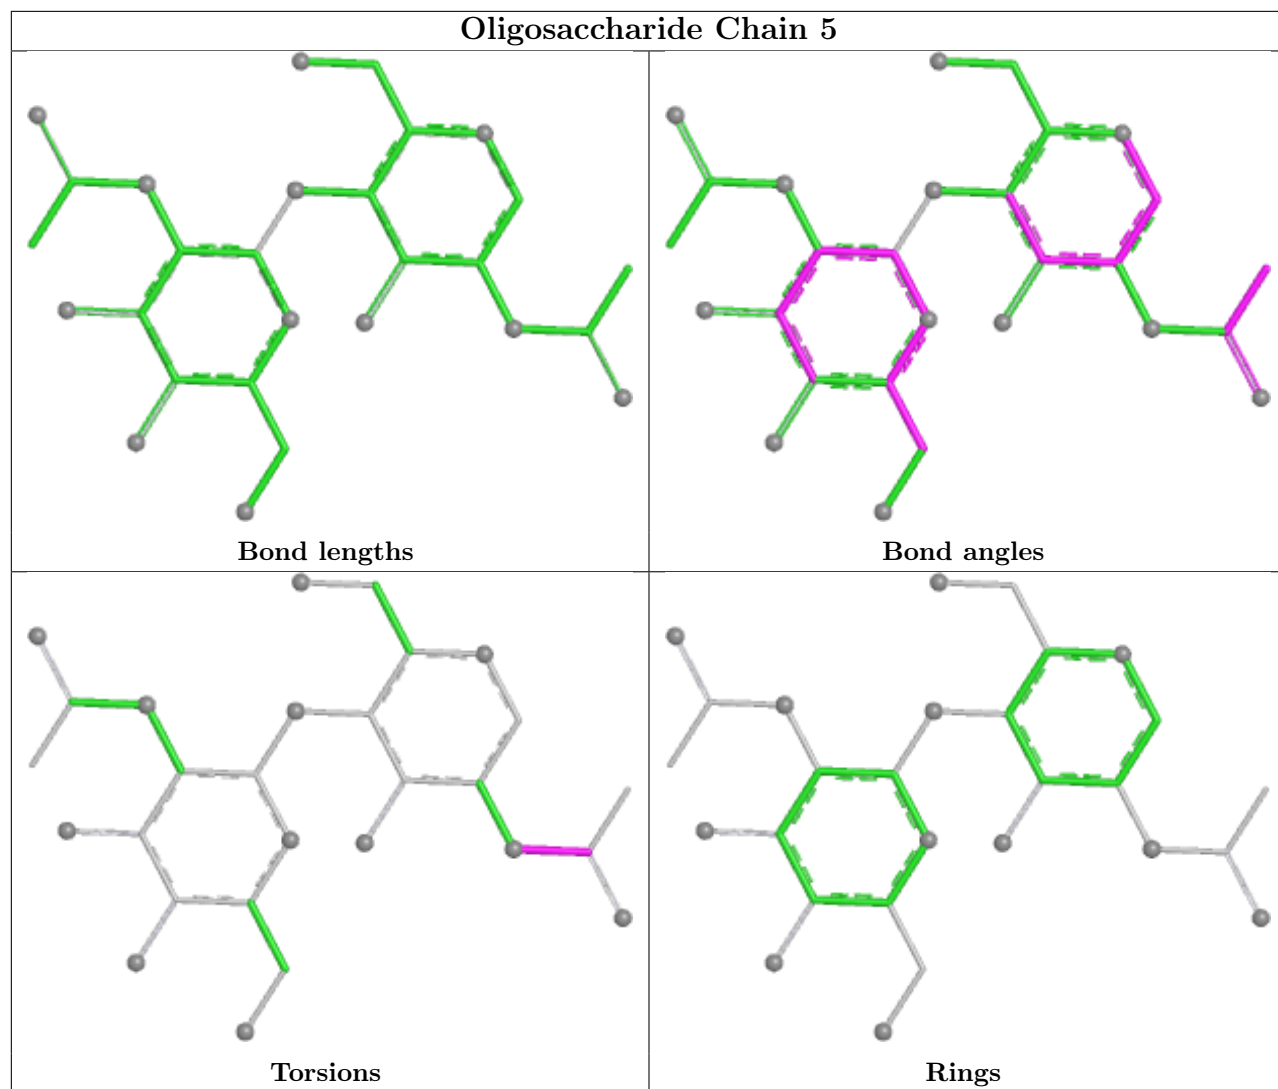 Oligosaccharide Chain 5
Bond lengths
Bond angles
Torsions
Rings